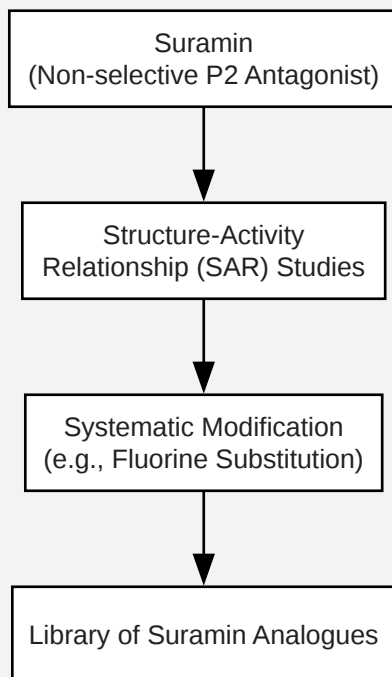 Suramin
(Non-selective P2 Antagonist)
Structure-Activity
Relationship (SAR) Studies
Systematic Modification
(e.g., Fluorine Substitution)
Library of Suramin Analogues